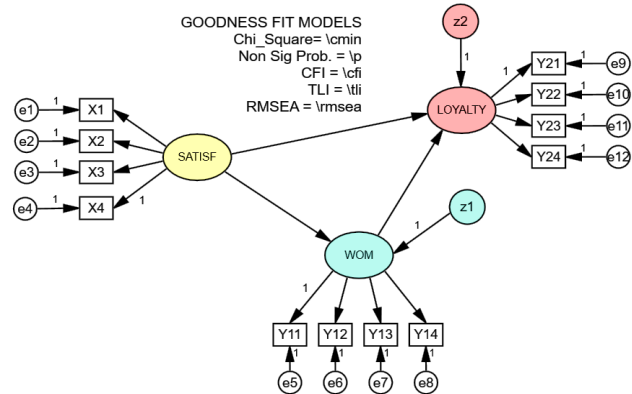 GOODNESS FIT MODELS
Chi_Square= \cmin
Non Sig Prob. = \p
CFI = \cfi
TLI = \tli
RMSEA = \rmsea
z2
1
LOYALTY
1
Y21
1
e9
Y22
1
e10
Y23
1
e11
Y24
1
e12
e1
1
X1
e2
1
X2
e3
1
X3
e4
1
X4
1
SATISF
z1
1
WOM
1
Y11
Y12
Y13
Y14
1
1
1
1
e5
e6
e7
e8